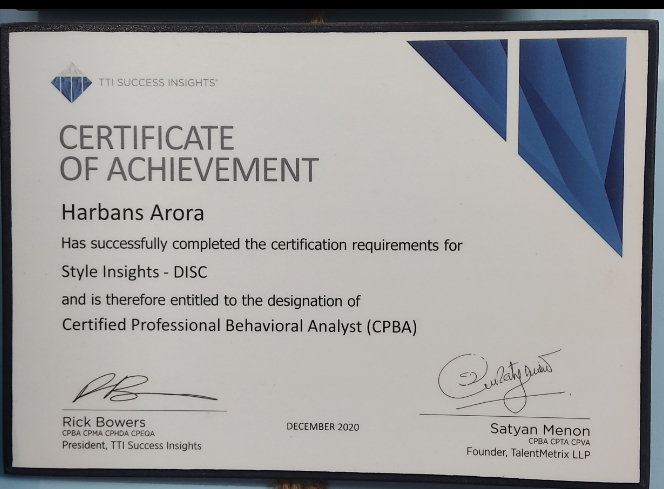 TTI SUCCESS INSIGHTS®
CERTIFICATE
OF ACHIEVEMENT
Harbans Arora
Has successfully completed the certification requirements for
Style Insights - DISC
and is therefore entitled to the designation of
Certified Professional Behavioral Analyst (CPBA)
Rick Bowers
CPBA CPMA CPHDA CPEQA
President, TTI Success Insights
DECEMBER 2020
Satyan Menon
CPBA CPTA CPVA
Founder, TalentMetrix LLP